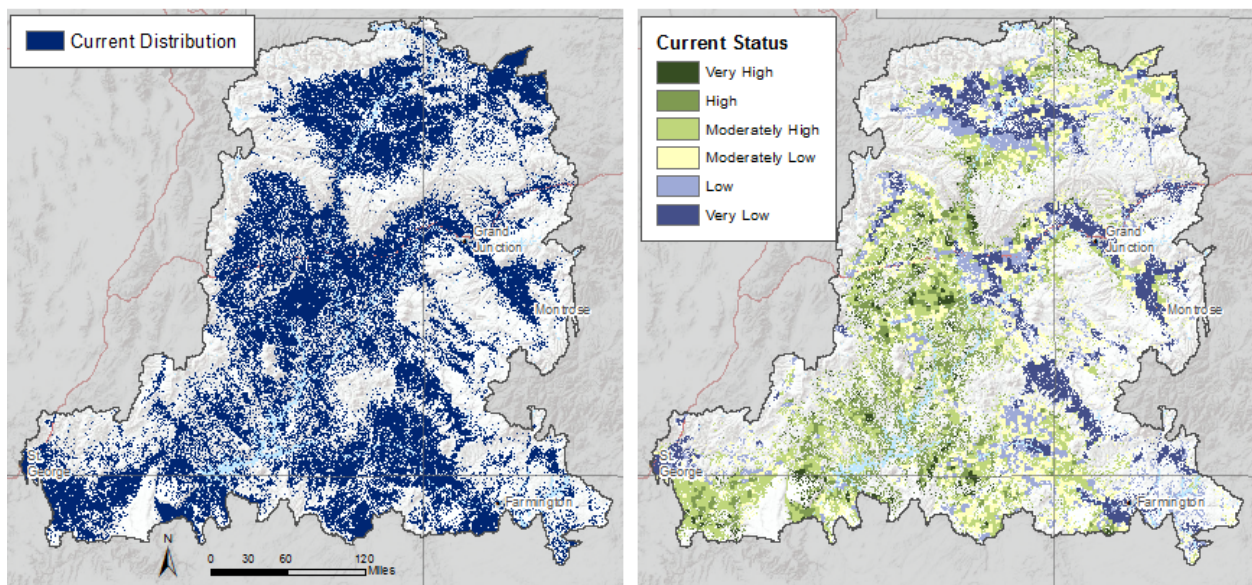 Current Distribution
Grand
Junction
Montrose
St.
George
Farmington
N
0 30 60 120
Miles
Current Status
Very High
High
Moderately High
Moderately Low
Low
Very Low
Grand
Junction
Montrose
St.
George
Farmington